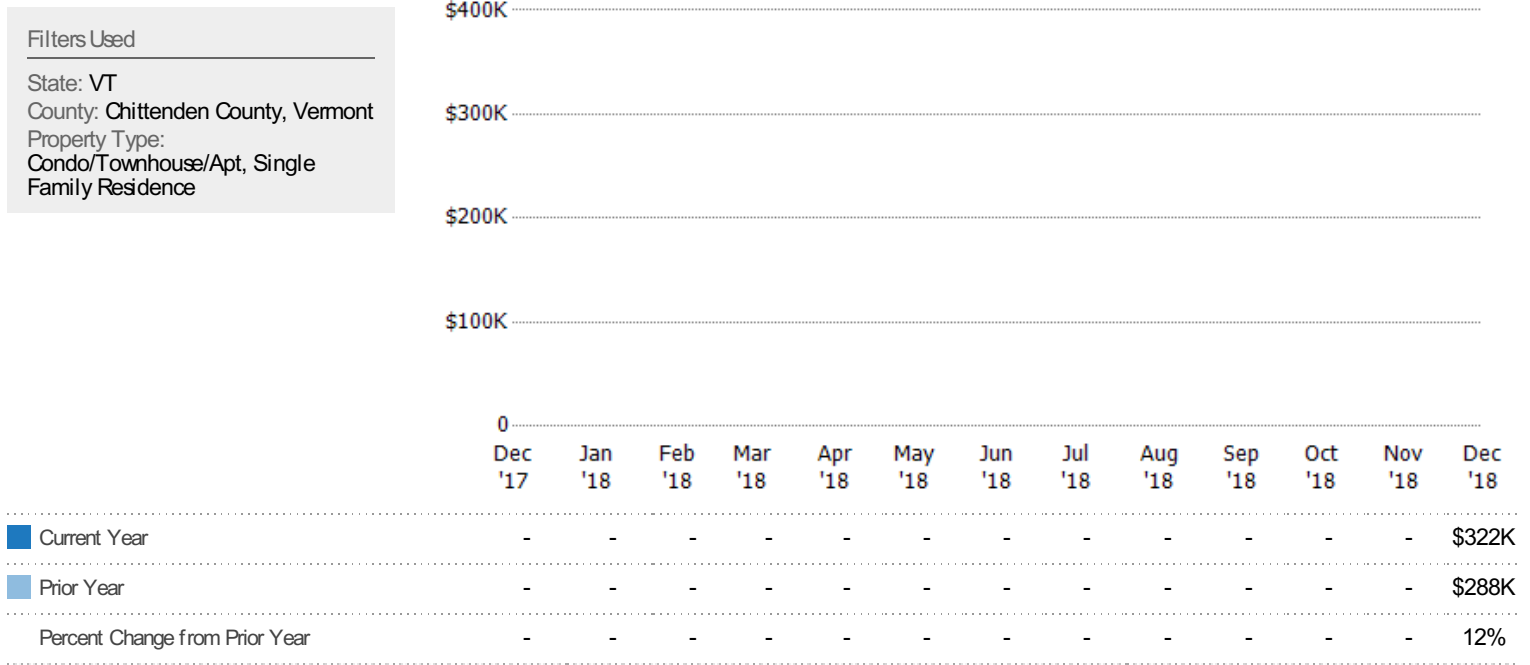 Filters Used
State: VT
County: Chittenden County, Vermont
Property Type:
Condo/Townhouse/Apt, Single
Family Residence
$400K
$300K
$200K
$100K
0
Dec Jan Feb Mar Apr May Jun Jul Aug Sep Oct Nov Dec
'17 '18 '18 '18 '18 '18 '18 '18 '18 '18 '18 '18 '18
Current Year - - - - - - - - - - - - $322K
Prior Year - - - - - - - - - - - - $288K
Percent Change from Prior Year - - - - - - - - - - - - 12%